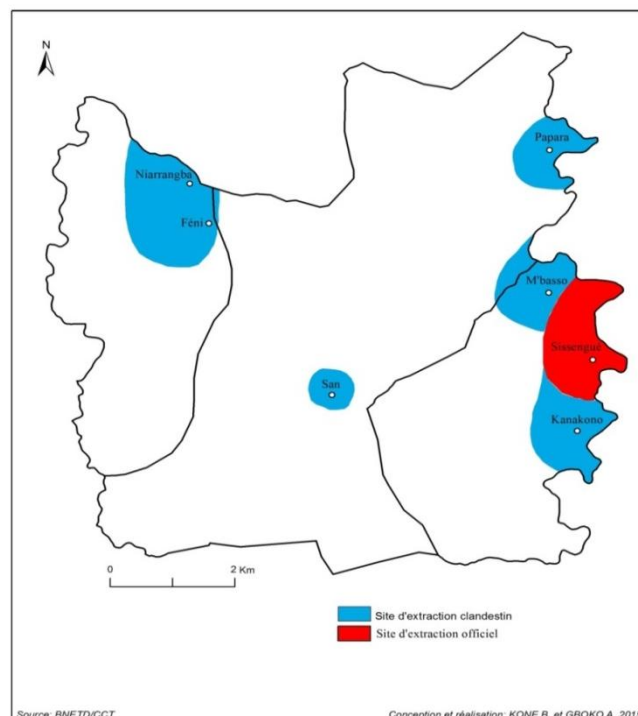 N
Papara
Niarrangba
Féni
M'basso
Sissengué
San
Kanakono
0 2 Km
Site d'extraction clandestin
Site d'extraction officiel
Source: BNETD/CCT Conception et réalisation: KONE B. et GBOKO A.